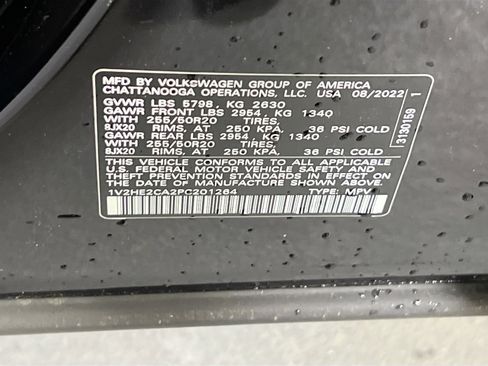 MFD BY VOLKSWAGEN GROUP OF AMERICA
CHATTANOOGA OPERATIONS, LLC. USA 08/2022
GVWR LBS 5798, KG 2630
GAWR FRONT LBS 2954, KG 1340
WITH 255/50R20 TIRES,
8JX20 RIMS, AT 250 KPA, 36 PSI COLD
GAWR REAR LBS 2954, KG 1340
WITH 255/50R20 TIRES,
8JX20 RIMS, AT 250 KPA, 36 PSI COLD
THIS VEHICLE CONFORMS TO ALL APPLICABLE
U.S. FEDERAL MOTOR VEHICLE SAFETY AND
THEFT PREVENTION STANDARDS IN EFFECT ON
THE DATE OF MANUFACTURE SHOWN ABOVE.
1V2HE2CA2PC201284 TYPE: MPV
3130159 1